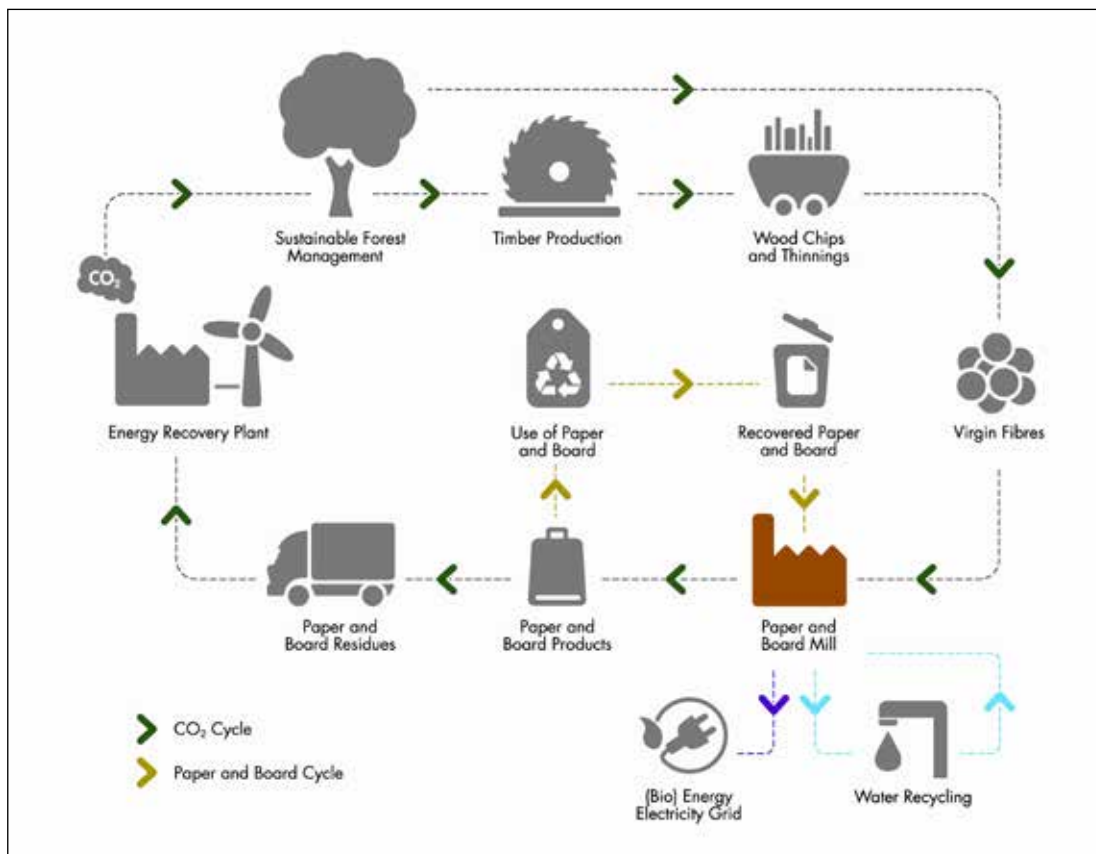 Sustainable Forest
Management
Timber Production
Wood Chips
and Thinnings
CO₂
Energy Recovery Plant
Use of Paper
and Board
Recovered Paper
and Board
Virgin Fibres
Paper and
Board Residues
Paper and
Board Products
Paper and
Board Mill
CO₂ Cycle
Paper and Board Cycle
(Bio) Energy
Electricity Grid
Water Recycling